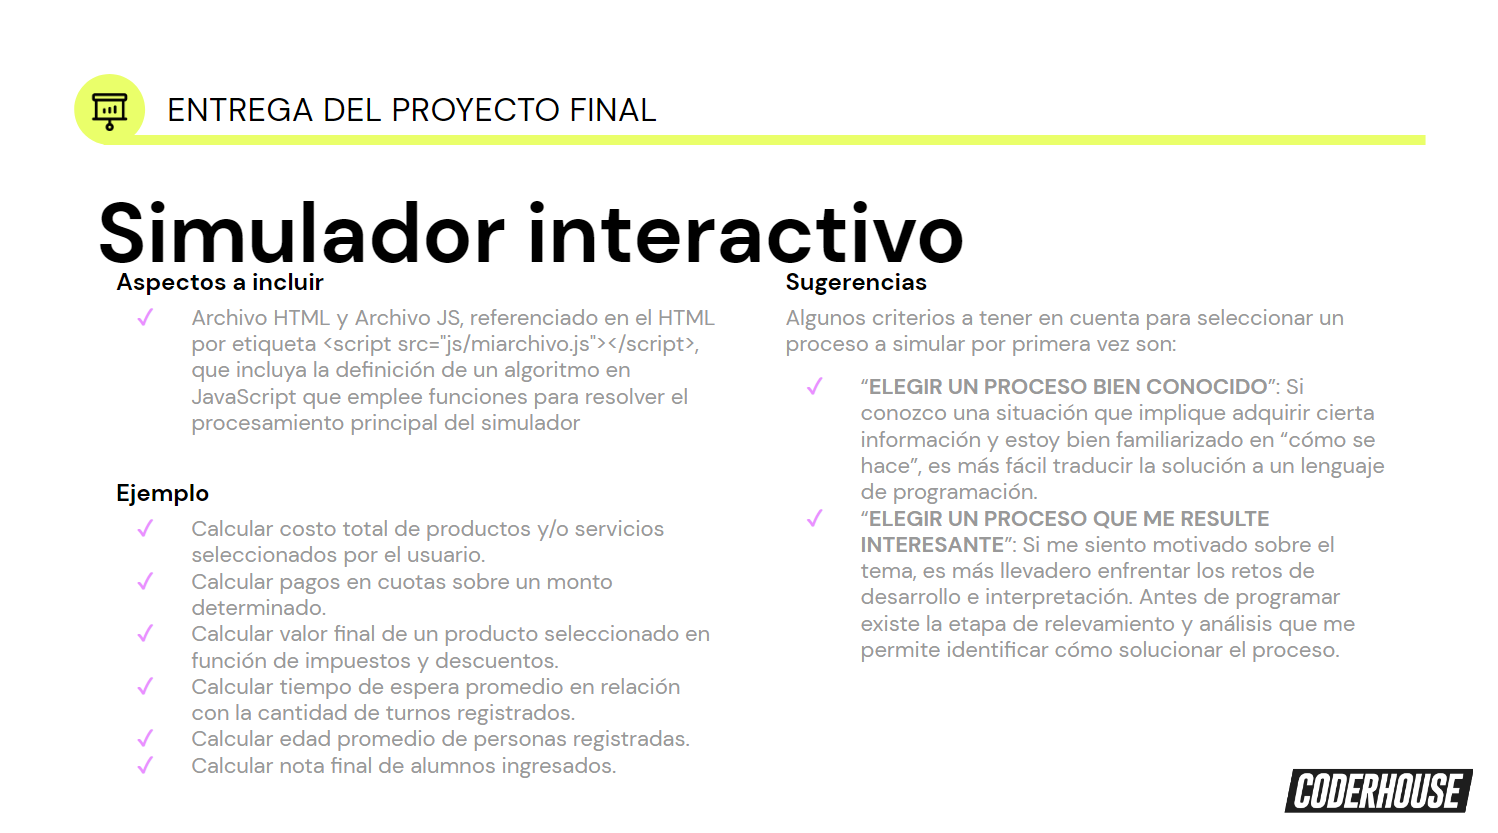 ENTREGA DEL PROYECTO FINAL
Simulador interactivo
Aspectos a incluir
✓ Archivo HTML y Archivo JS, referenciado en el HTML
por etiqueta <script src="js/miarchivo.js"></script>,
que incluya la definición de un algoritmo en
JavaScript que emplee funciones para resolver el
procesamiento principal del simulador
Ejemplo
✓ Calcular costo total de productos y/o servicios
seleccionados por el usuario.
✓ Calcular pagos en cuotas sobre un monto
determinado.
✓ Calcular valor final de un producto seleccionado en
función de impuestos y descuentos.
✓ Calcular tiempo de espera promedio en relación
con la cantidad de turnos registrados.
✓ Calcular edad promedio de personas registradas.
✓ Calcular nota final de alumnos ingresados.
Sugerencias
Algunos criterios a tener en cuenta para seleccionar un
proceso a simular por primera vez son:
✓ “ELEGIR UN PROCESO BIEN CONOCIDO”: Si
conozco una situación que implique adquirir cierta
información y estoy bien familiarizado en “cómo se
hace”, es más fácil traducir la solución a un lenguaje
de programación.
✓ “ELEGIR UN PROCESO QUE ME RESULTE
INTERESANTE”: Si me siento motivado sobre el
tema, es más llevadero enfrentar los retos de
desarrollo e interpretación. Antes de programar
existe la etapa de relevamiento y análisis que me
permite identificar cómo solucionar el proceso.
CODERHOUSE